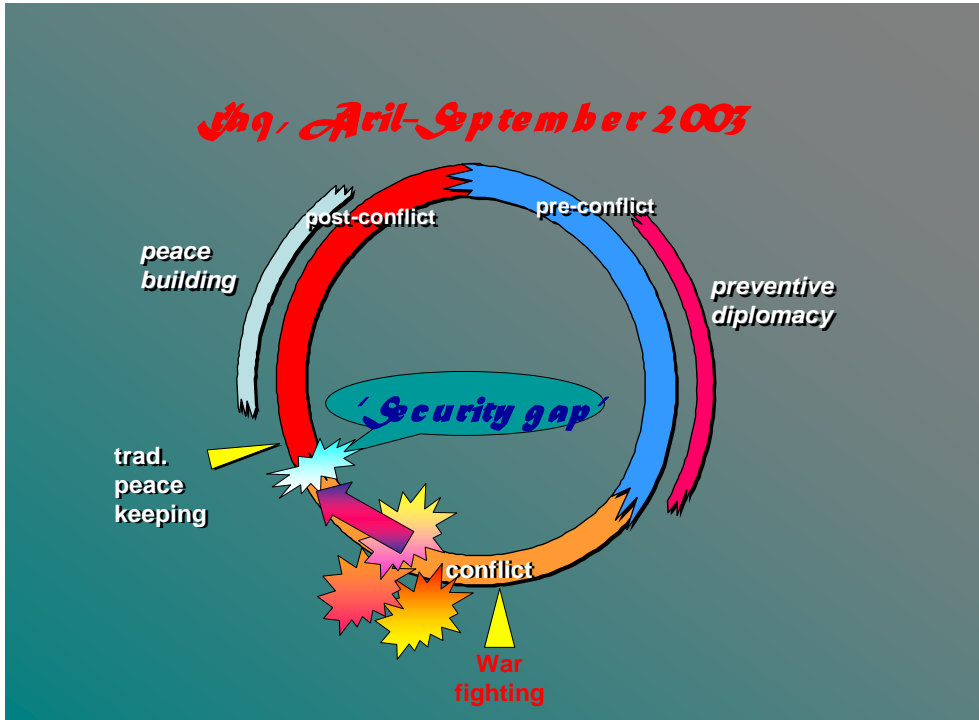 Iraq, Aril-September 2003
post-conflict
pre-conflict
peace
building
preventive
diplomacy
'Security gap'
trad.
peace
keeping
conflict
War
fighting